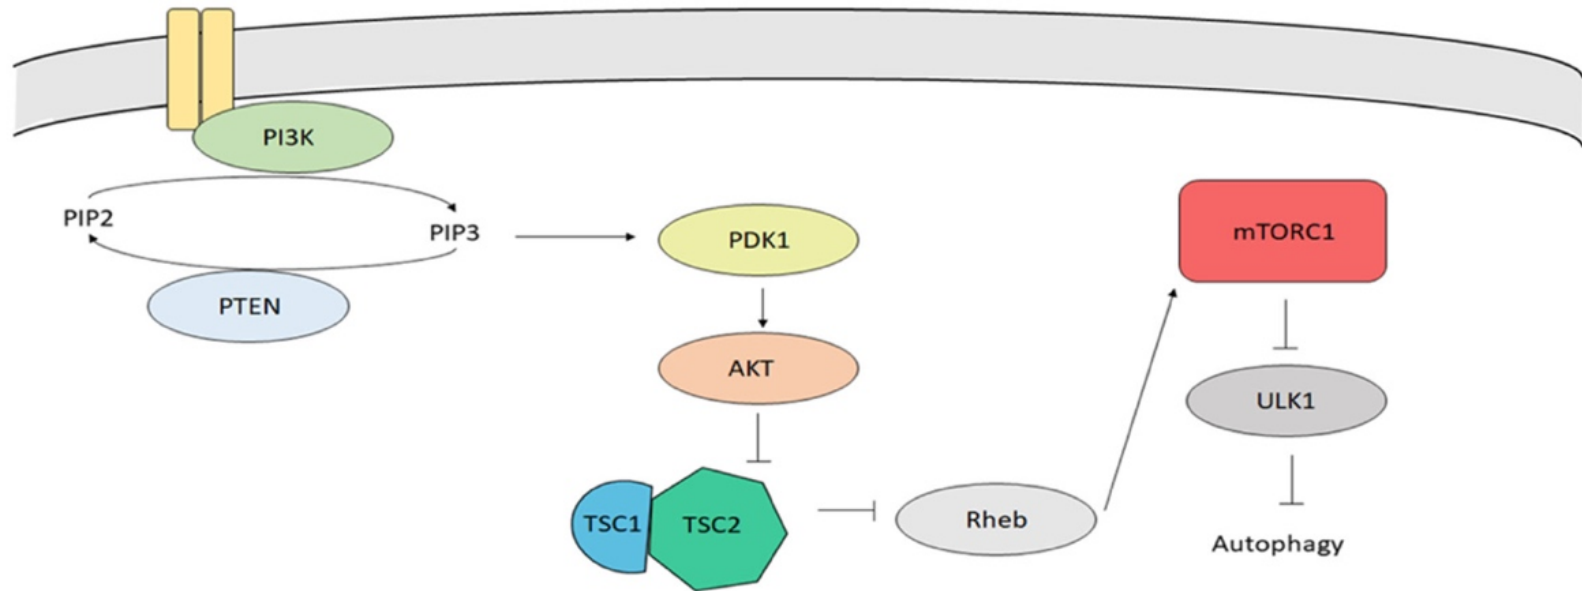 PI3K
PIP2
PIP3
PTEN
PDK1
AKT
TSC1
TSC2
Rheb
mTORC1
ULK1
Autophagy